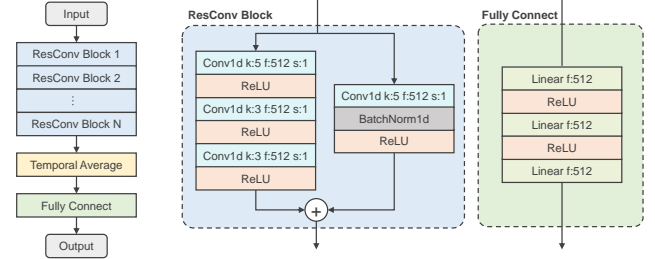 Input
ResConv Block 1
ResConv Block 2
⋮
ResConv Block N
Temporal Average
Fully Connect
Output
ResConv Block
Conv1d k:5 f:512 s:1
ReLU
Conv1d k:3 f:512 s:1
ReLU
Conv1d k:3 f:512 s:1
ReLU
Conv1d k:5 f:512 s:1
BatchNorm1d
ReLU
+
Fully Connect
Linear f:512
ReLU
Linear f:512
ReLU
Linear f:512